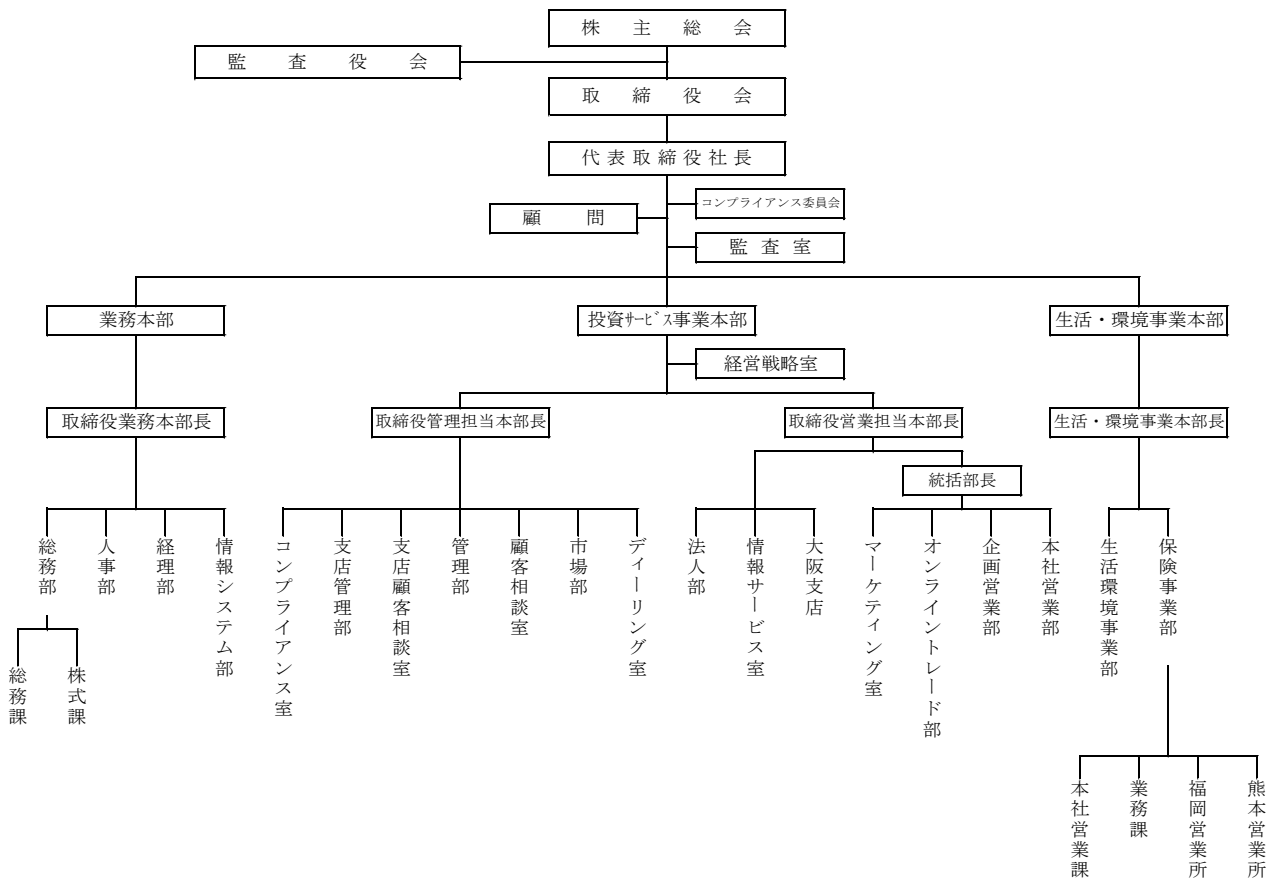 株主総会
監査役会
取締役会
代表取締役社長
コンプライアンス委員会
顧問
監査室
業務本部
投資ｻｰﾋﾞｽ事業本部
生活・環境事業本部
経営戦略室
取締役業務本部長
取締役管理担当本部長
取締役営業担当本部長
生活・環境事業本部長
統括部長
総務部
人事部
経理部
情報システム部
コンプライアンス室
支店管理部
支店顧客相談室
管理部
顧客相談室
市場部
ディーリング室
法人部
情報サービス室
大阪支店
マーケティング室
オンライントレード部
企画営業部
本社営業部
生活環境事業部
保険事業部
総務課
株式課
本社営業課
業務課
福岡営業所
熊本営業所